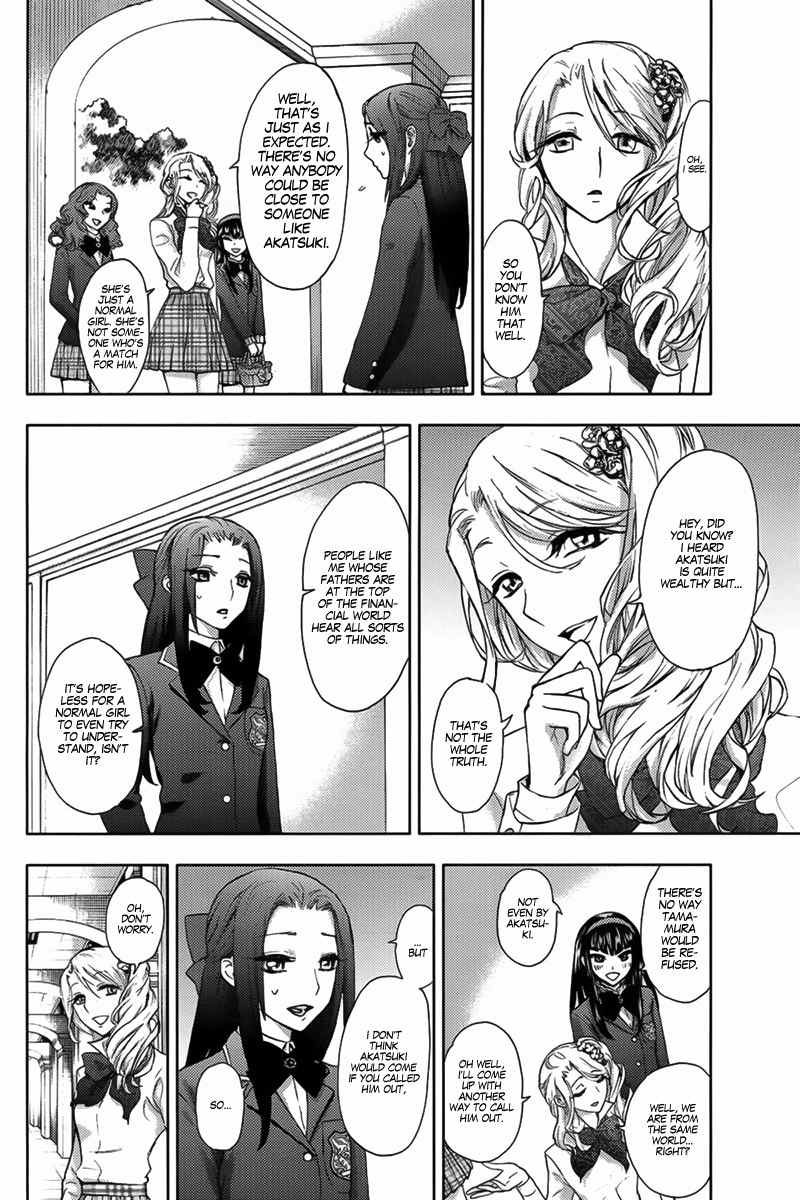 OH,
I SEE.
SO
YOU
DON'T
KNOW
HIM
THAT
WELL.
WELL,
THAT'S
JUST AS I
EXPECTED.
THERE'S NO
WAY ANYBODY
COULD BE
CLOSE TO
SOMEONE
LIKE
AKATSUKI.
SHE'S
JUST A
NORMAL
GIRL. SHE'S
NOT SOME-
ONE WHO'S
A MATCH
FOR HIM.
HEY, DID
YOU KNOW?
I HEARD
AKATSUKI
IS QUITE
WEALTHY BUT...
THAT'S
NOT THE
WHOLE
TRUTH.
PEOPLE LIKE
ME WHOSE
FATHERS ARE
AT THE TOP
OF THE FINAN-
CIAL WORLD
HEAR ALL SORTS
OF THINGS.
IT'S HOPE-
LESS FOR A
NORMAL GIRL
TO EVEN TRY
TO UNDER-
STAND, ISN'T
IT?
THERE'S
NO WAY
TAMA-
MURA
WOULD
BE RE-
FUSED.
NOT
EVEN BY
AKATSU-
KI.
WELL, WE
ARE FROM
THE SAME
WORLD...
RIGHT?
OH WELL,
I'LL COME
UP WITH
ANOTHER
WAY TO CALL
HIM OUT.
...
BUT
I DON'T
THINK
AKATSUKI
WOULD COME
IF YOU CALLED
HIM OUT,
SO...
OH,
DON'T
WORRY.